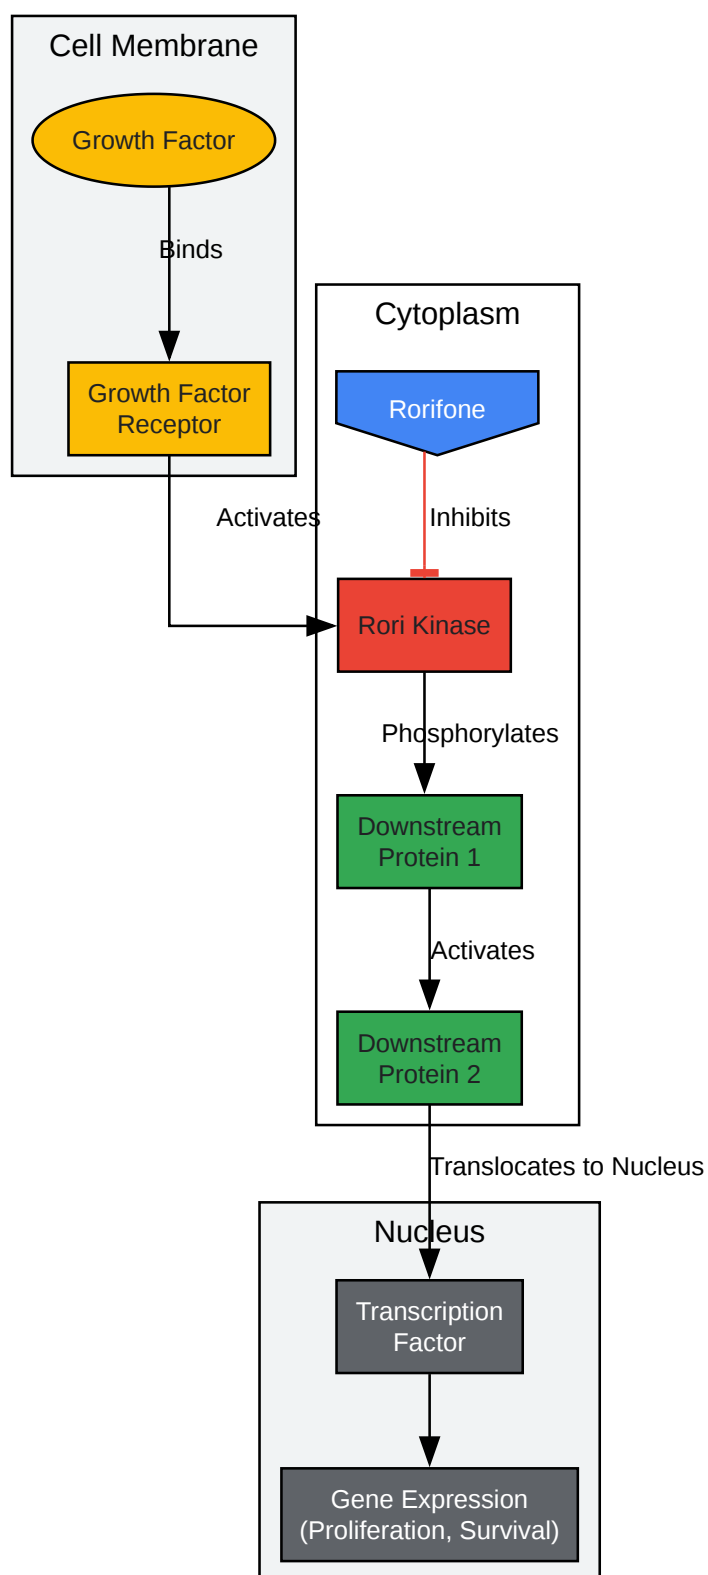 Cell Membrane
Growth Factor
Binds
Growth Factor
Receptor
Cytoplasm
Rorifone
Activates
Inhibits
Rori Kinase
Phosphorylates
Downstream
Protein 1
Activates
Downstream
Protein 2
Translocates to Nucleus
Nucleus
Transcription
Factor
Gene Expression
(Proliferation, Survival)